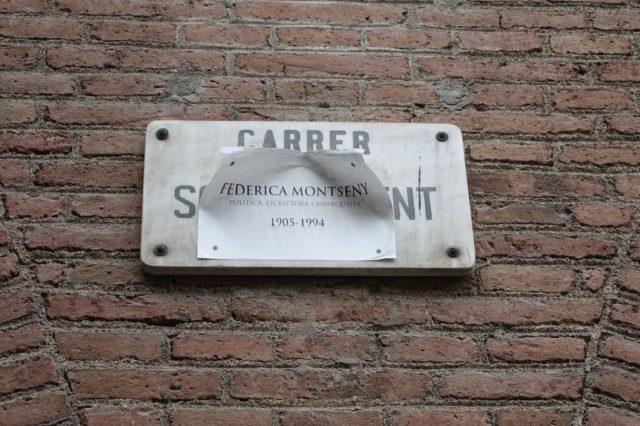 CARRER
FEDERICA MONTSENY
POLÍTICA, ESCRIPTORA I ANARQUISTA
1905-1994